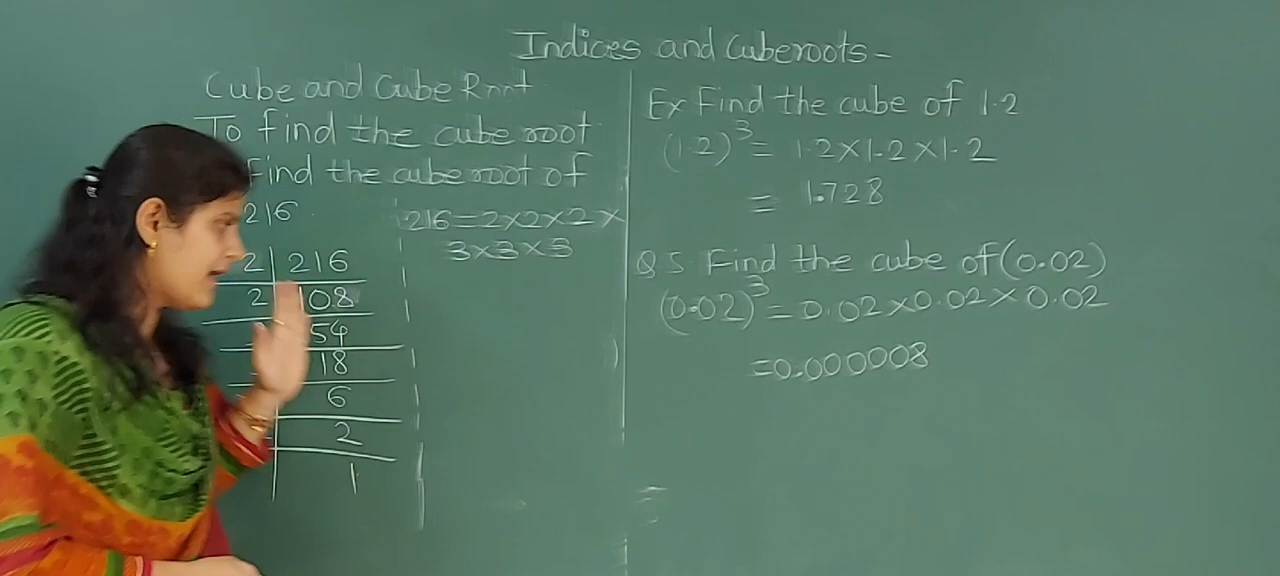 Indices and Cuberoots-
Cube and Cube Root
To find the cube root
Find the cuberoot of
216
2 216
2 108
54
18
6
2
1
216=2×2×2×
3×3×3
Ex Find the cube of 1.2
(1.2)³= 1.2×1.2×1.2
= 1.728
Q 5 Find the cube of (0.02)
(0.02)³=0.02×0.02×0.02
=0.000008